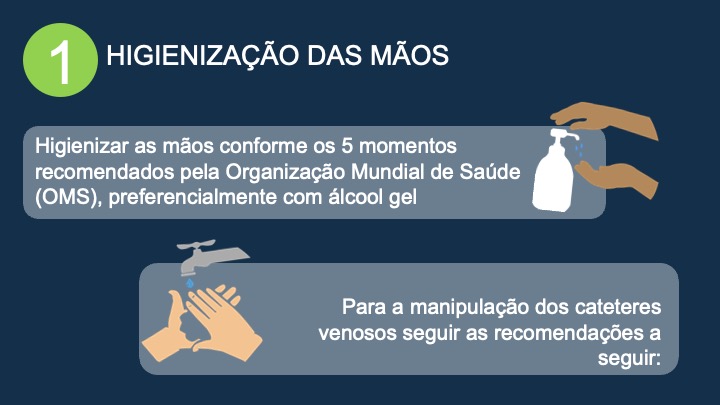 1 HIGIENIZAÇÃO DAS MÃOS
Higienizar as mãos conforme os 5 momentos
recomendados pela Organização Mundial de Saúde
(OMS), preferencialmente com álcool gel
Para a manipulação dos cateteres
venosos seguir as recomendações a
seguir: